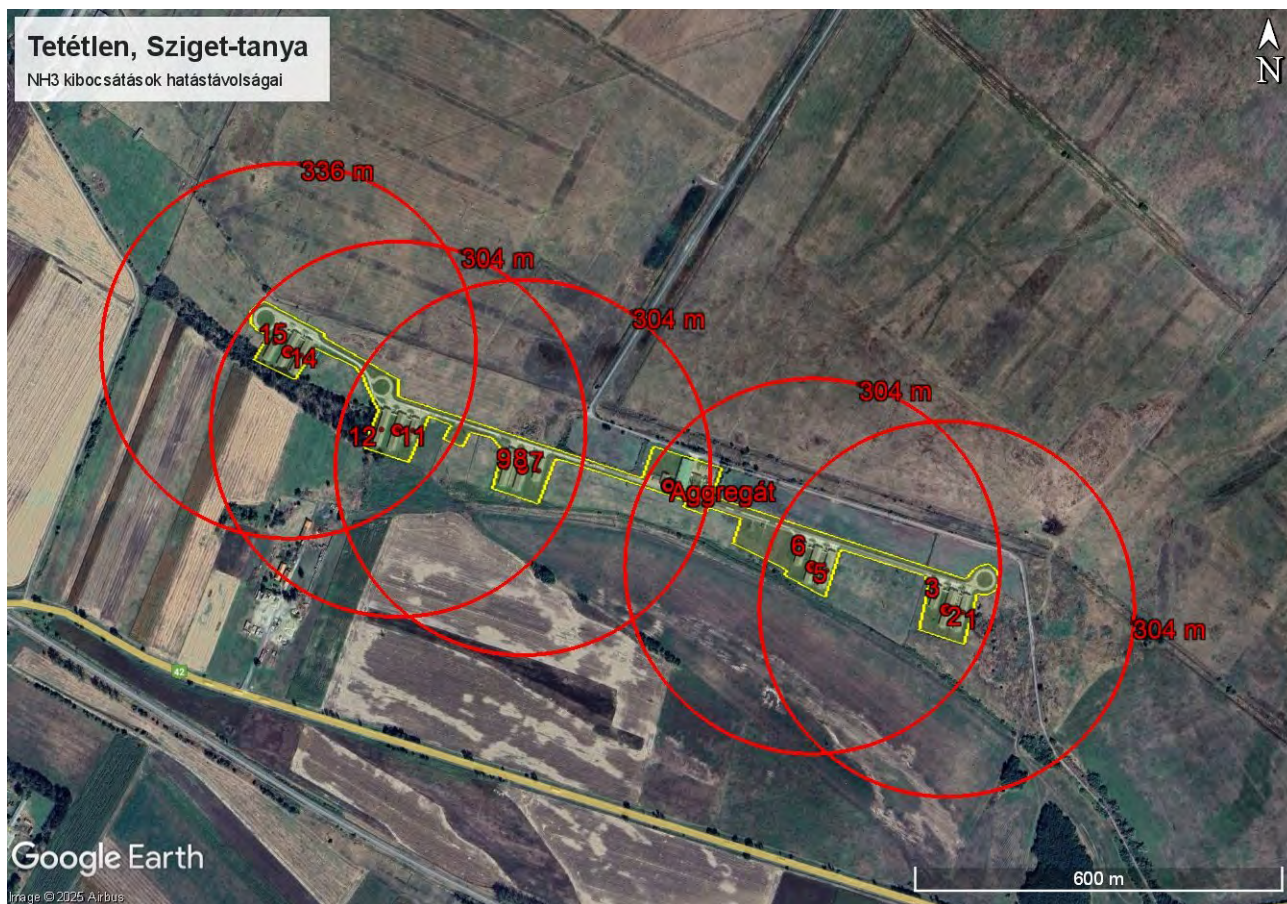 Tetétlen, Sziget-tanya
NH3 kibocsátások hatástávolságai
N
336 m
304 m
304 m
304 m
304 m
15
14
12
11
987
Aggregát
6
5
3
21
42
600 m
Google Earth
Image © 2025 Airbus